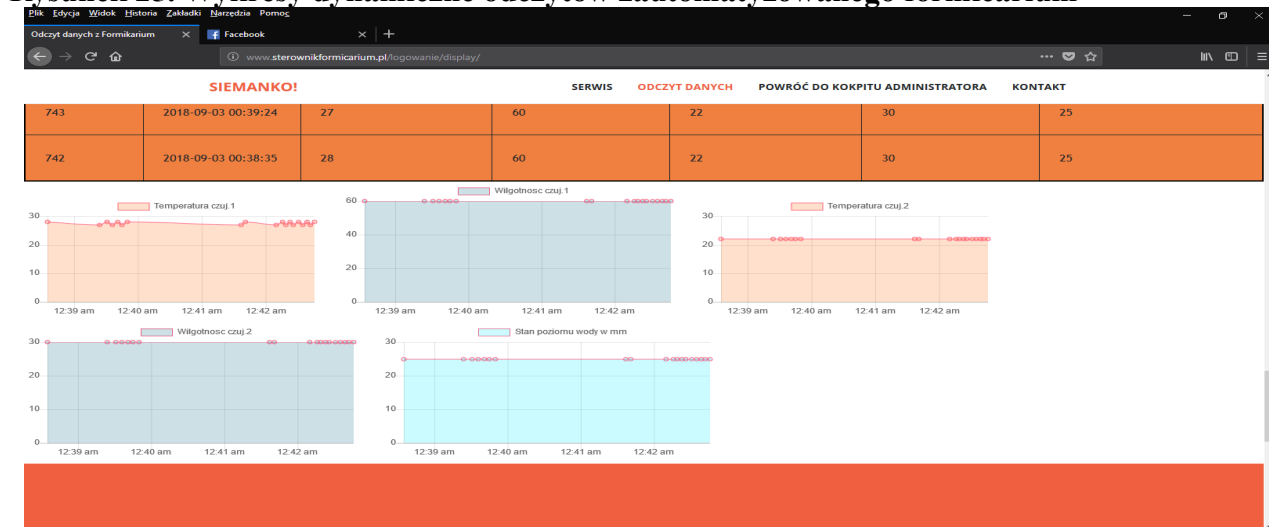 Rysunek 23. Wykresy dynamiczne odczytów zautomatyzowanego formicarium
Plik Edycja Widok Historia Zakładki Narzędzia Pomoc
Odczyt danych z Formikarium × Facebook × +
www.sterownikformicarium.pl/logowanie/display/
SIEMANKO! SERWIS ODCZYT DANYCH POWRÓĆ DO KOKPITU ADMINISTRATORA KONTAKT
743 2018-09-03 00:39:24 27 60 22 30 25
742 2018-09-03 00:38:35 28 60 22 30 25
Temperatura czuj.1
30
20
10
0
12:39 am 12:40 am 12:41 am 12:42 am
Wilgotnosc czuj.1
60
40
20
0
12:39 am 12:40 am 12:41 am 12:42 am
Temperatura czuj.2
30
20
10
0
12:39 am 12:40 am 12:41 am 12:42 am
Wilgotnosc czuj.2
30
20
10
0
12:39 am 12:40 am 12:41 am 12:42 am
Stan poziomu wody w mm
30
20
10
0
12:39 am 12:40 am 12:41 am 12:42 am